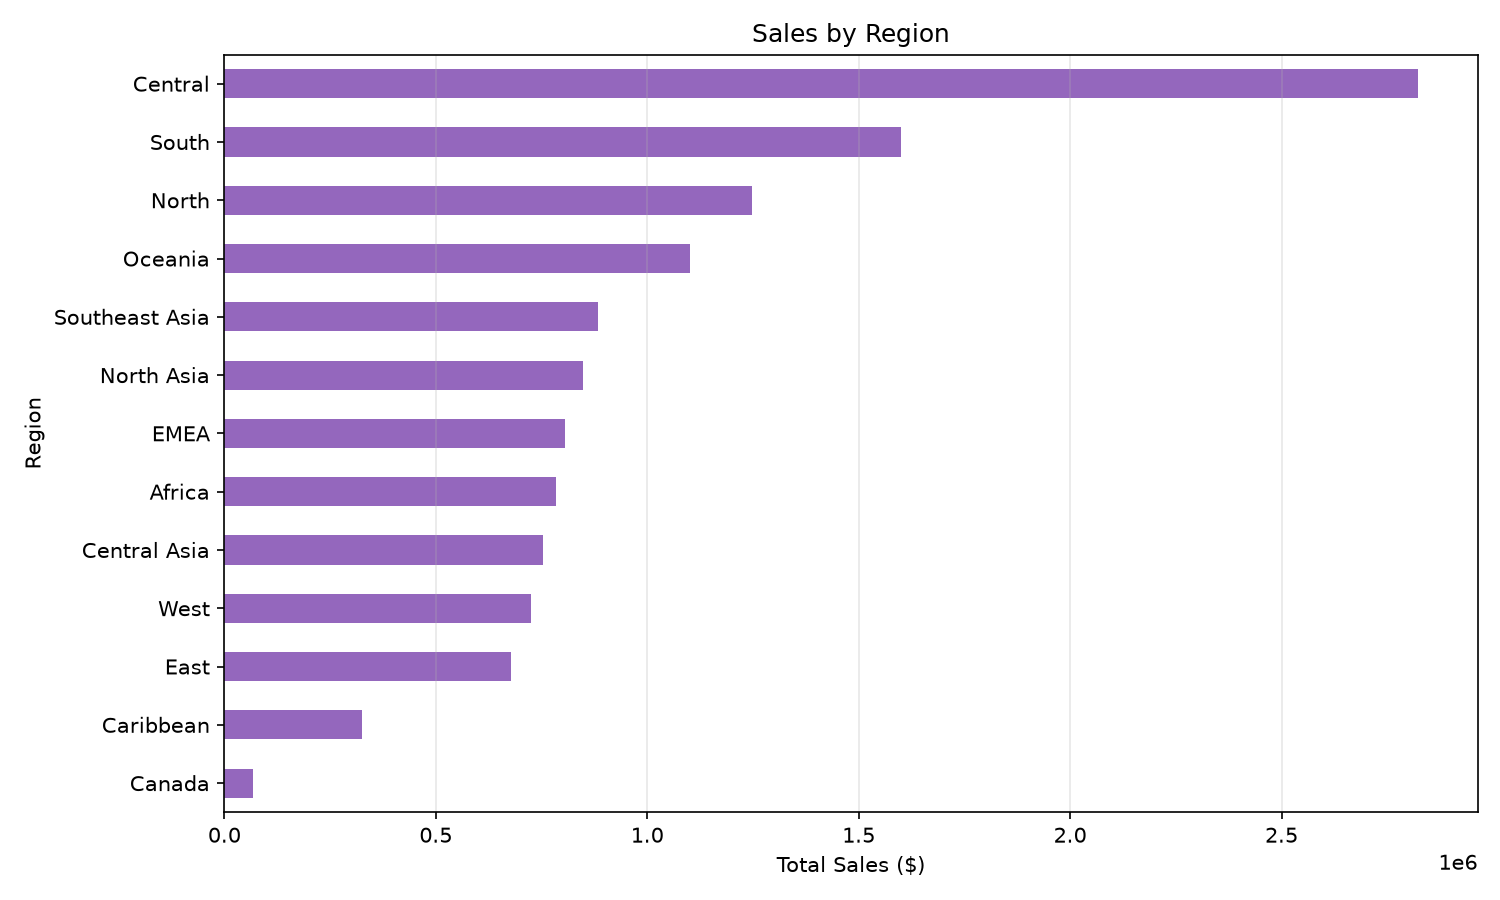 Sales by Region
Central
South
North
Oceania
Southeast Asia
North Asia
EMEA
Africa
Central Asia
West
East
Caribbean
Canada
Region
0.0 0.5 1.0 1.5 2.0 2.5
Total Sales ($)
1e6